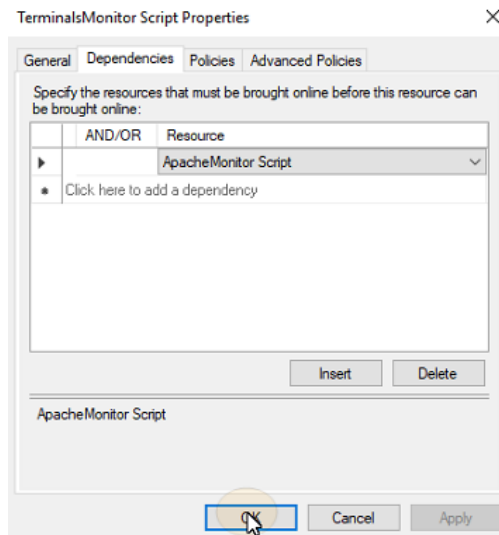 TerminalsMonitor Script Properties
General Dependencies Policies Advanced Policies
Specify the resources that must be brought online before this resource can
be brought online:
AND/OR Resource
ApacheMonitor Script
Click here to add a dependency
Insert Delete
ApacheMonitor Script
OK Cancel Apply